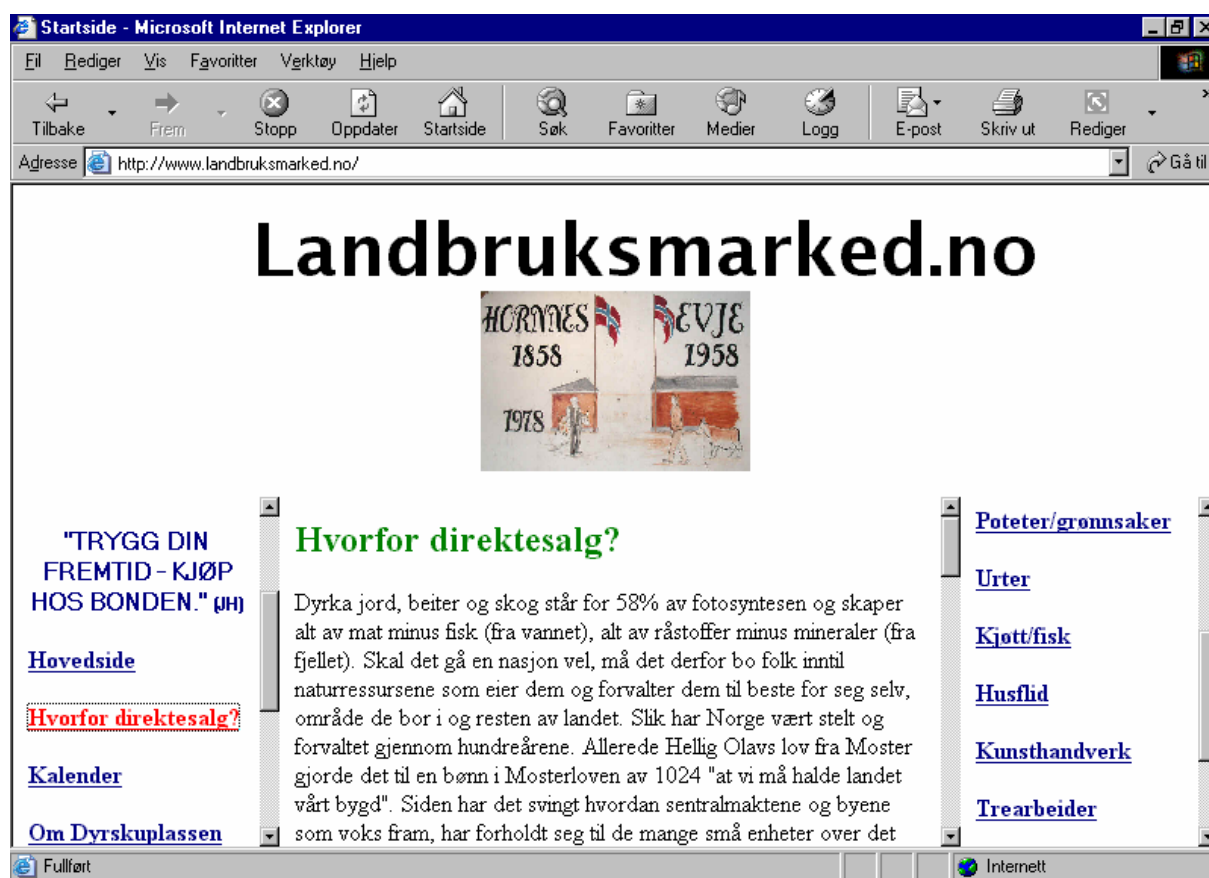 Startside - Microsoft Internet Explorer
Fil Rediger Vis Favoritter Verktøy Hjelp
Tilbake Frem Stopp Oppdater Startside Søk Favoritter Medier Logg E-post Skriv ut Rediger
Adresse http://www.landbruksmarked.no/ Gå til
Landbruksmarked.no
HORNNES EVJE
1858 1958
1978
"TRYGG DIN
FREMTID - KJØP
HOS BONDEN." (JH)
Hovedside
Hvorfor direktesalg?
Kalender
Om Dyrskuplassen
Hvorfor direktesalg?
Dyrka jord, beiter og skog står for 58% av fotosyntesen og skaper
alt av mat minus fisk (fra vannet), alt av råstoffer minus mineraler (fra
fjellet). Skal det gå en nasjon vel, må det derfor bo folk inntil
naturressursene som eier dem og forvalter dem til beste for seg selv,
område de bor i og resten av landet. Slik har Norge vært stelt og
forvaltet gjennom hundreårene. Allerede Hellig Olavs lov fra Moster
gjorde det til en bønn i Mosterloven av 1024 "at vi må halde landet
vårt bygd". Siden har det svingt hvordan sentralmaktene og byene
som voks fram, har forholdt seg til de mange små enheter over det
Poteter/grønnsaker
Urter
Kjøtt/fisk
Husflid
Kunsthandverk
Trearbeider
Fullført Internett